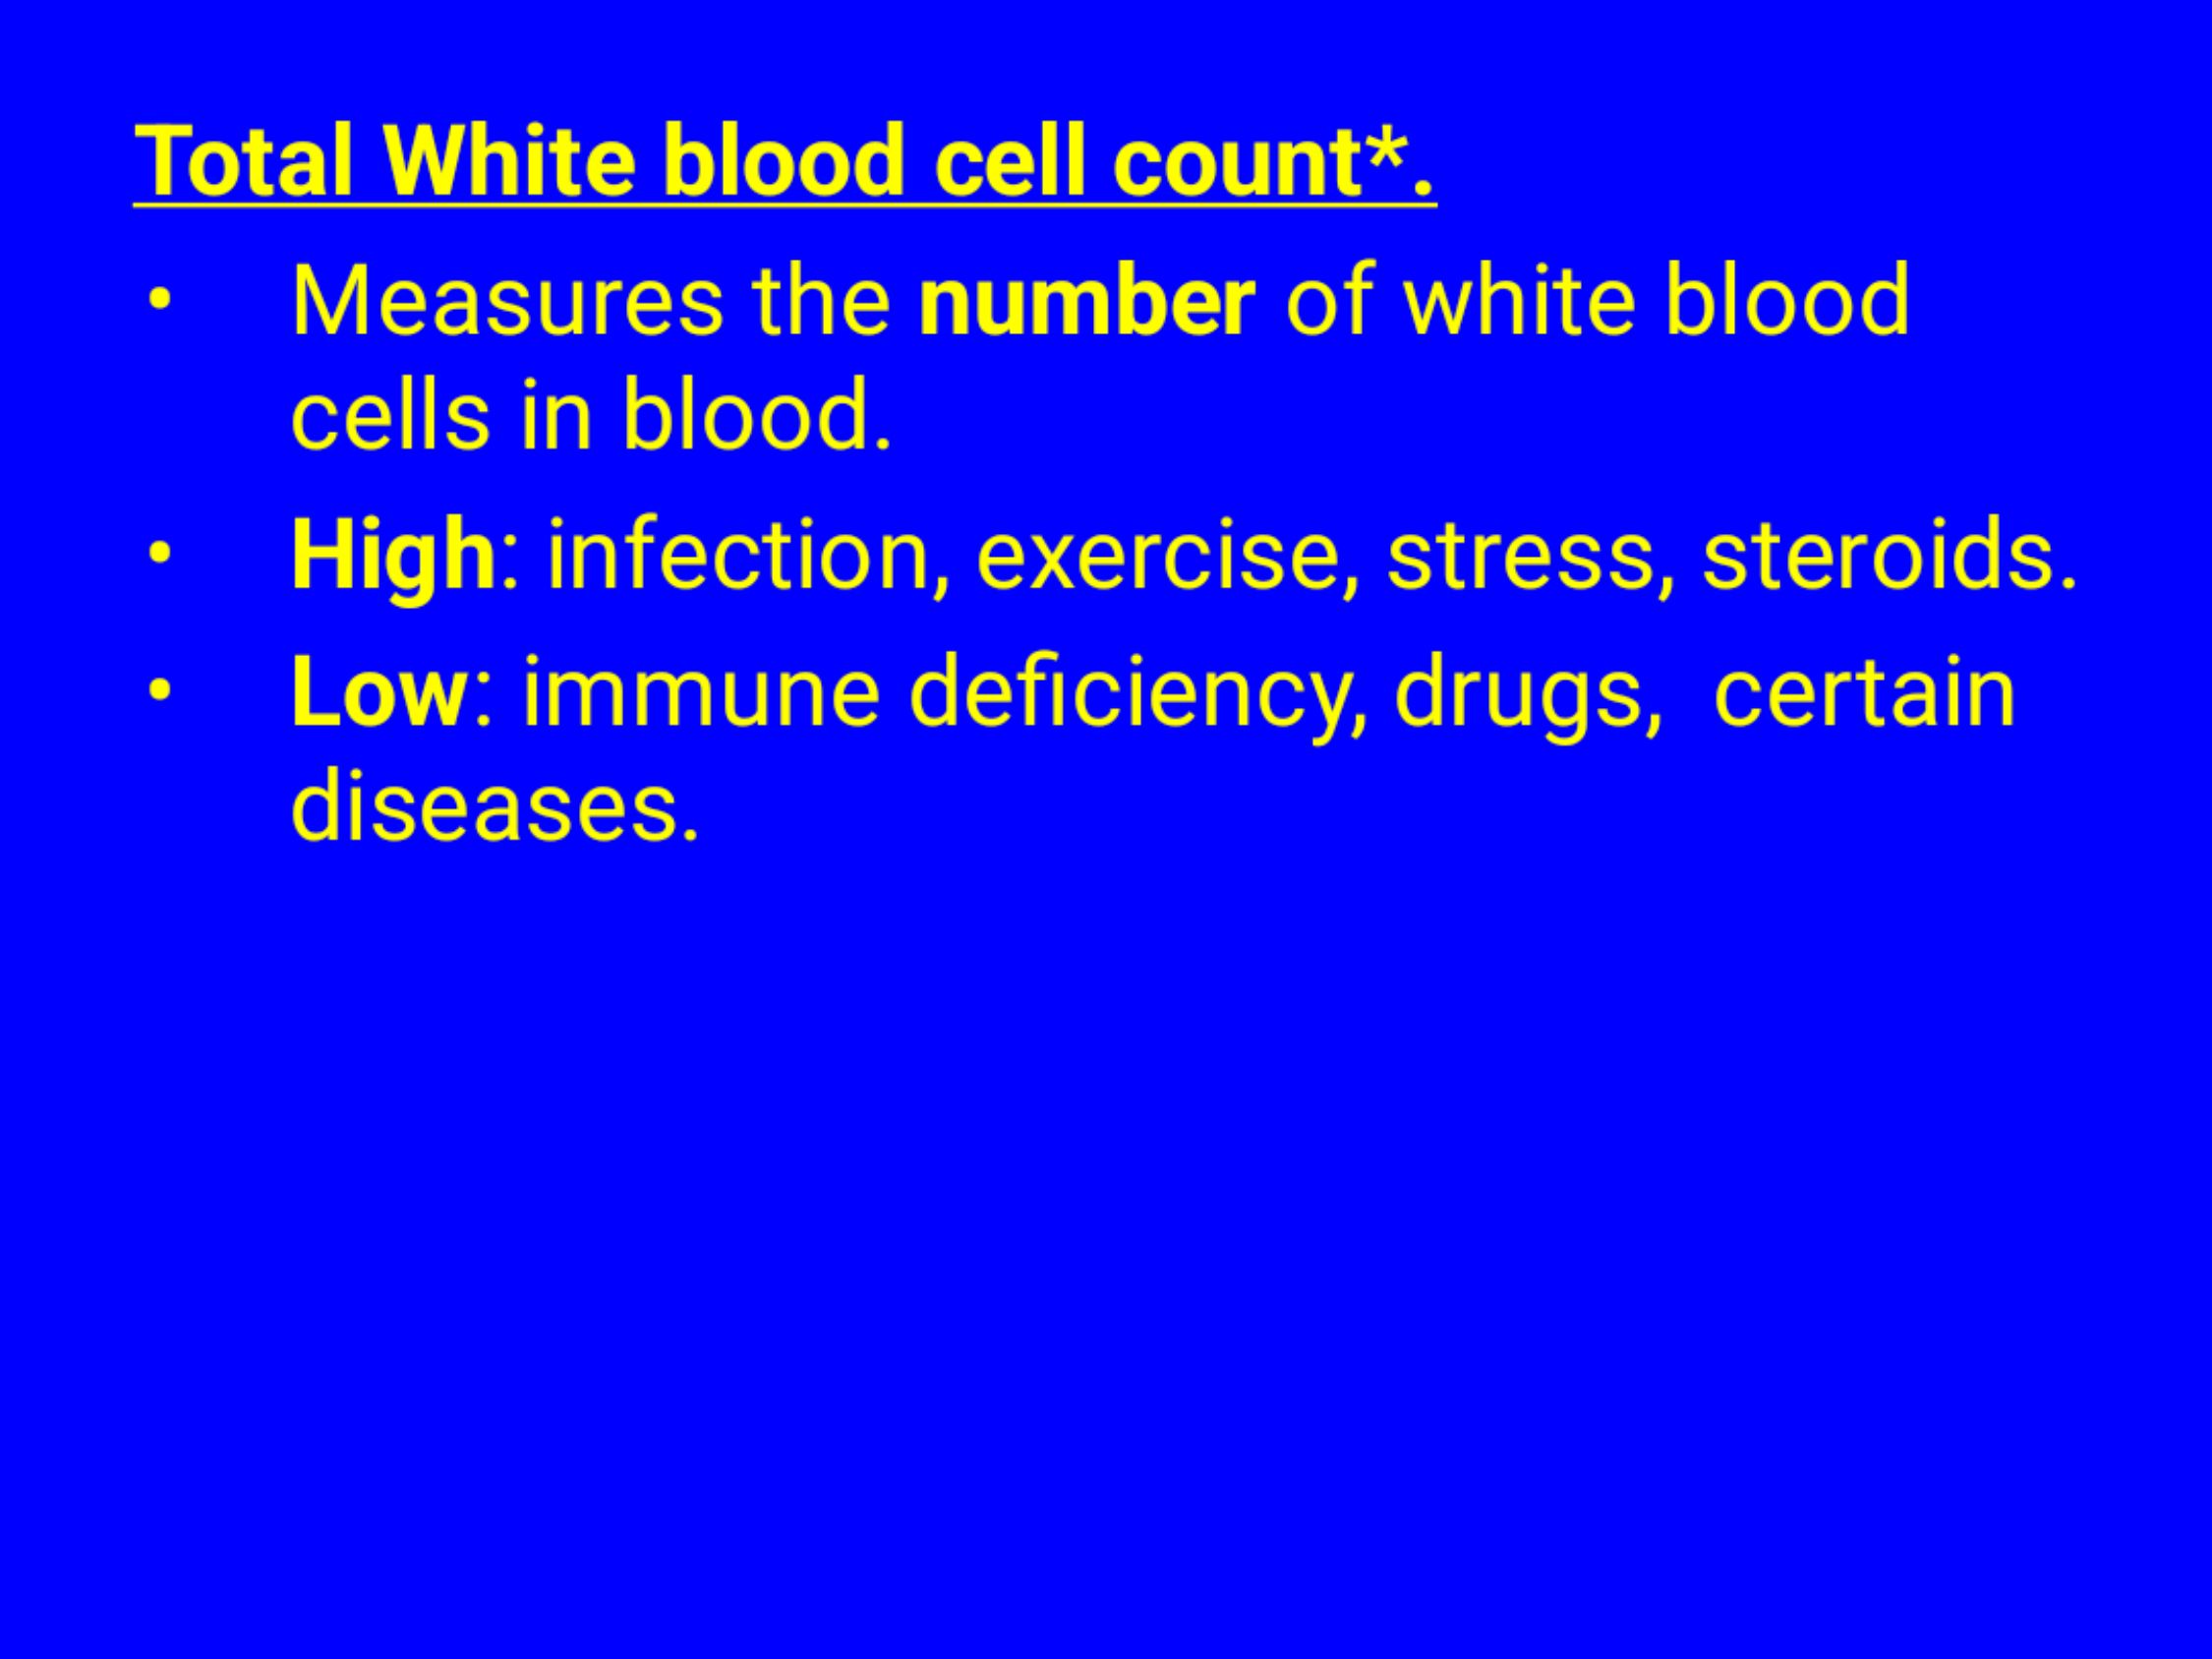 Total White blood cell count*.
• Measures the number of white blood
cells in blood.
• High: infection, exercise, stress, steroids.
• Low: immune deficiency, drugs,  certain
diseases.